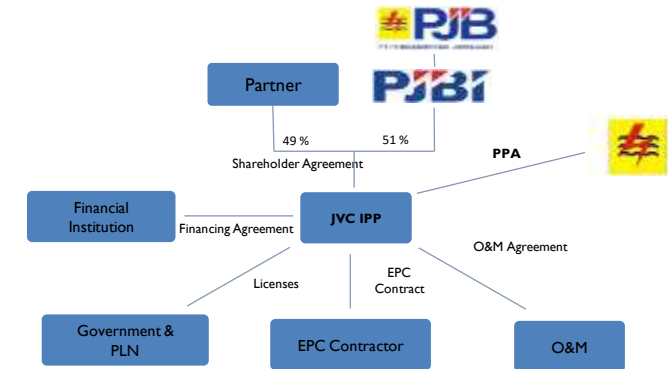 PJB
Partner
PJBI
49 %
51 %
Shareholder Agreement
PPA
Financial
Institution
Financing Agreement
JVC IPP
O&M Agreement
Licenses
EPC
Contract
Government &
PLN
EPC Contractor
O&M